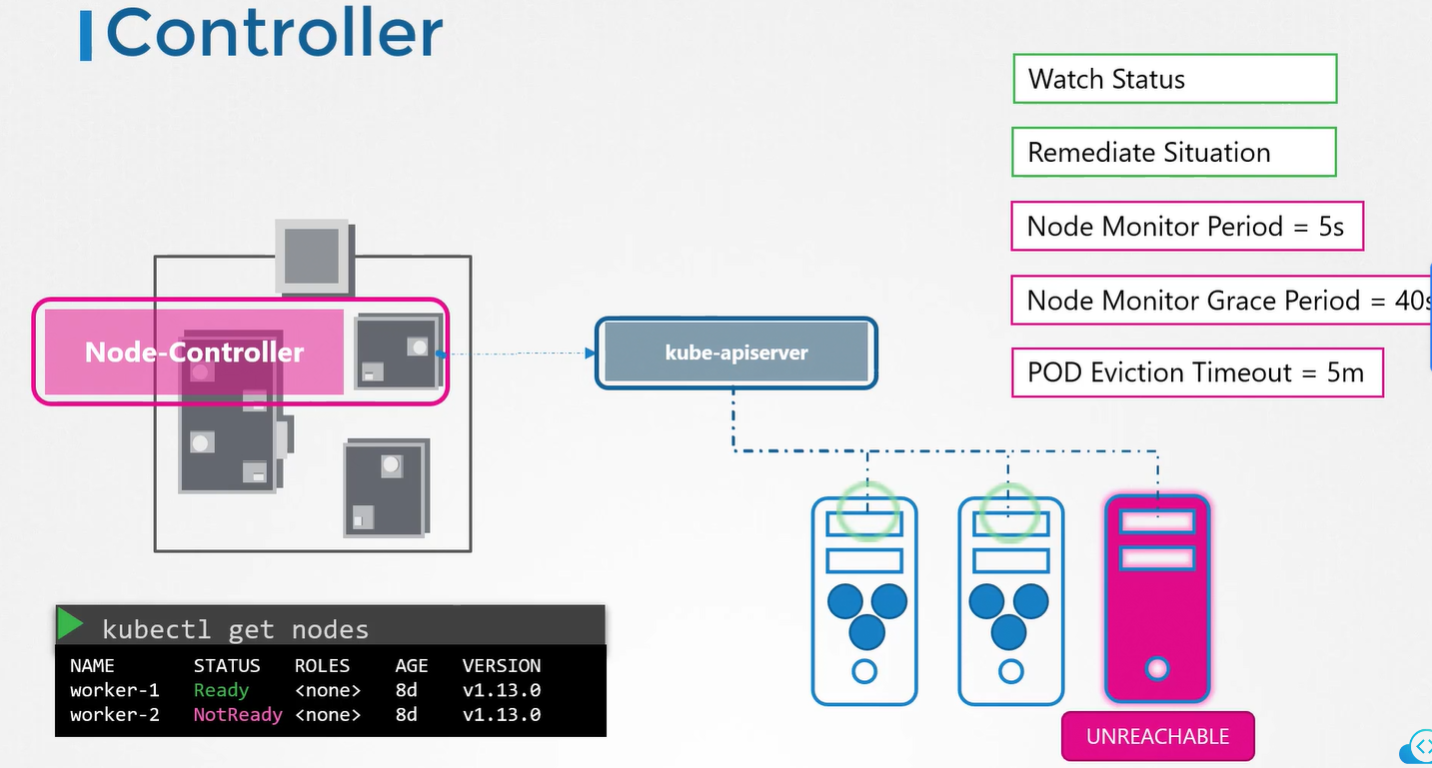 Controller
Watch Status
Remediate Situation
Node Monitor Period = 5s
Node Monitor Grace Period = 40s
POD Eviction Timeout = 5m
Node-Controller
kube-apiserver
kubectl get nodes
NAME STATUS ROLES AGE VERSION
worker-1 Ready <none> 8d v1.13.0
worker-2 NotReady <none> 8d v1.13.0
UNREACHABLE